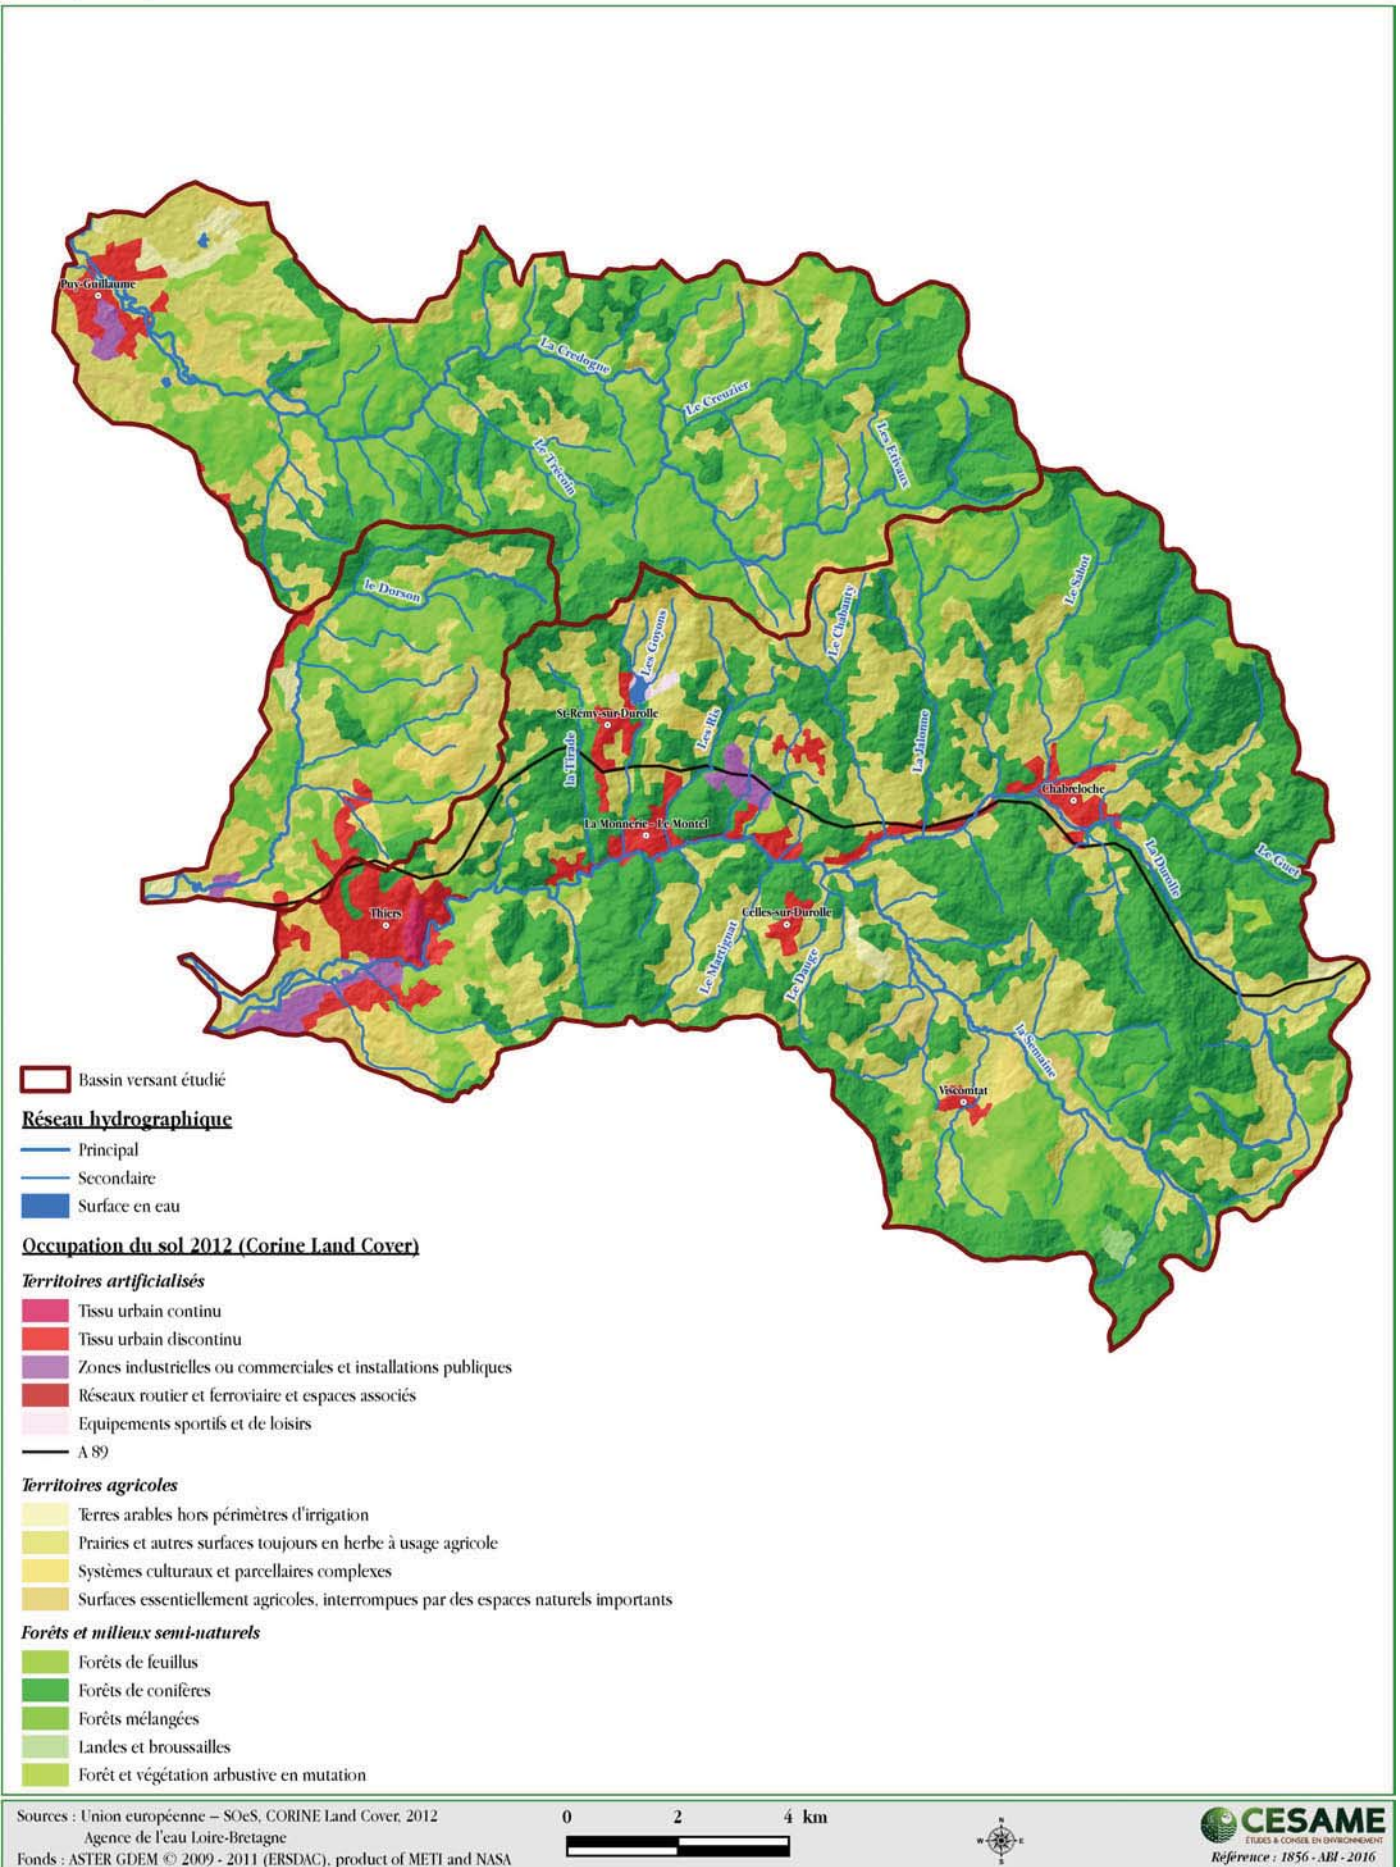 Puy-Guillaume
La Credogne
Le Creuzier
Le Trécoin
Les Etivaux
le Dorson
Le Sabot
Le Chabanty
Les Goyons
St-Remy-sur-Durolle
Les Ris
la Tirade
La Jalonne
Chabreloche
La Monnerie - Le Montel
La Durolle
Le Guet
Thiers
Celles-sur-Durolle
Le Martignat
Le Dauge
la Semaine
Viscomtat
Bassin versant étudié
Réseau hydrographique
Principal
Secondaire
Surface en eau
Occupation du sol 2012 (Corine Land Cover)
Territoires artificialisés
Tissu urbain continu
Tissu urbain discontinu
Zones industrielles ou commerciales et installations publiques
Réseaux routier et ferroviaire et espaces associés
Equipements sportifs et de loisirs
A 89
Territoires agricoles
Terres arables hors périmètres d'irrigation
Prairies et autres surfaces toujours en herbe à usage agricole
Systèmes culturaux et parcellaires complexes
Surfaces essentiellement agricoles, interrompues par des espaces naturels importants
Forêts et milieux semi-naturels
Forêts de feuillus
Forêts de conifères
Forêts mélangées
Landes et broussailles
Forêt et végétation arbustive en mutation
Sources : Union européenne – SOeS, CORINE Land Cover, 2012
Agence de l'eau Loire-Bretagne
Fonds : ASTER GDEM © 2009 - 2011 (ERSDAC), product of METI and NASA
0 2 4 km
N
W E
S
CESAME
ÉTUDES & CONSEIL EN ENVIRONNEMENT
Référence : 1856 - ABI - 2016